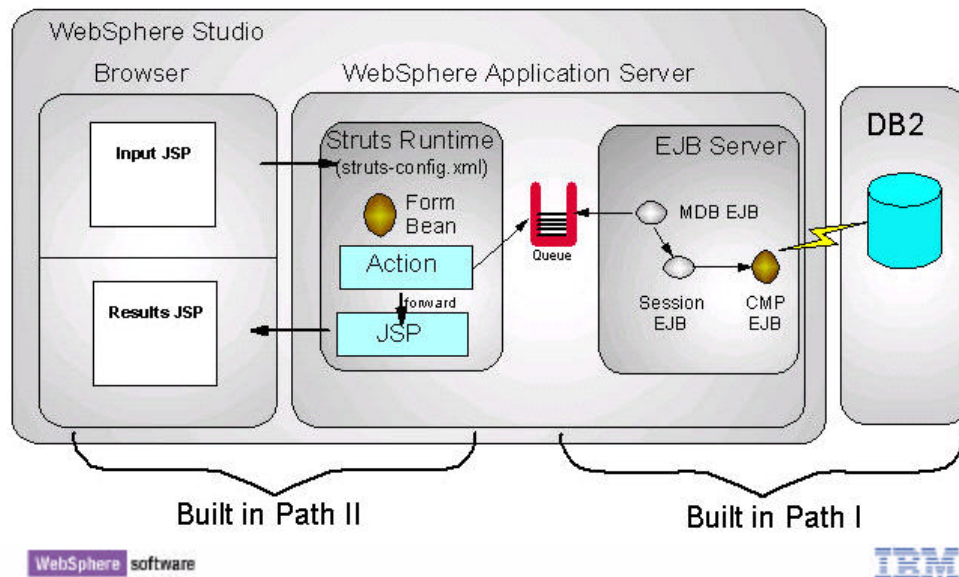 WebSphere Studio
Browser
WebSphere Application Server
Input JSP
Results JSP
Struts Runtime
(struts-config.xml)
Form
Bean
Action
forward
JSP
Queue
EJB Server
MDB EJB
Session
EJB
CMP
EJB
DB2
Built in Path II
Built in Path I
WebSphere software
IBM